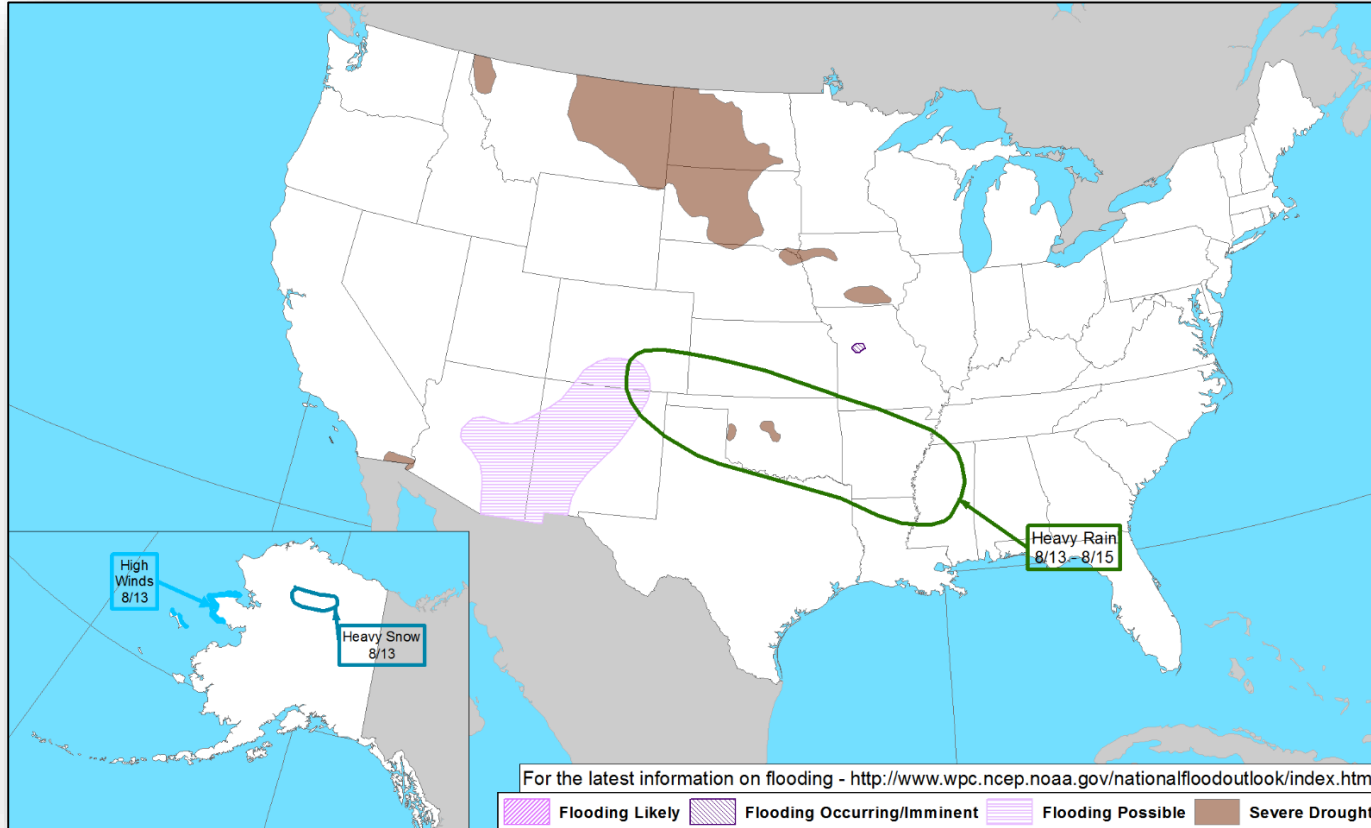 High
Winds
8/13
Heavy Snow
8/13
Heavy Rain
8/13 - 8/15
For the latest information on flooding - http://www.wpc.ncep.noaa.gov/nationalfloodoutlook/index.htm
Flooding Likely Flooding Occurring/Imminent Flooding Possible Severe Drought